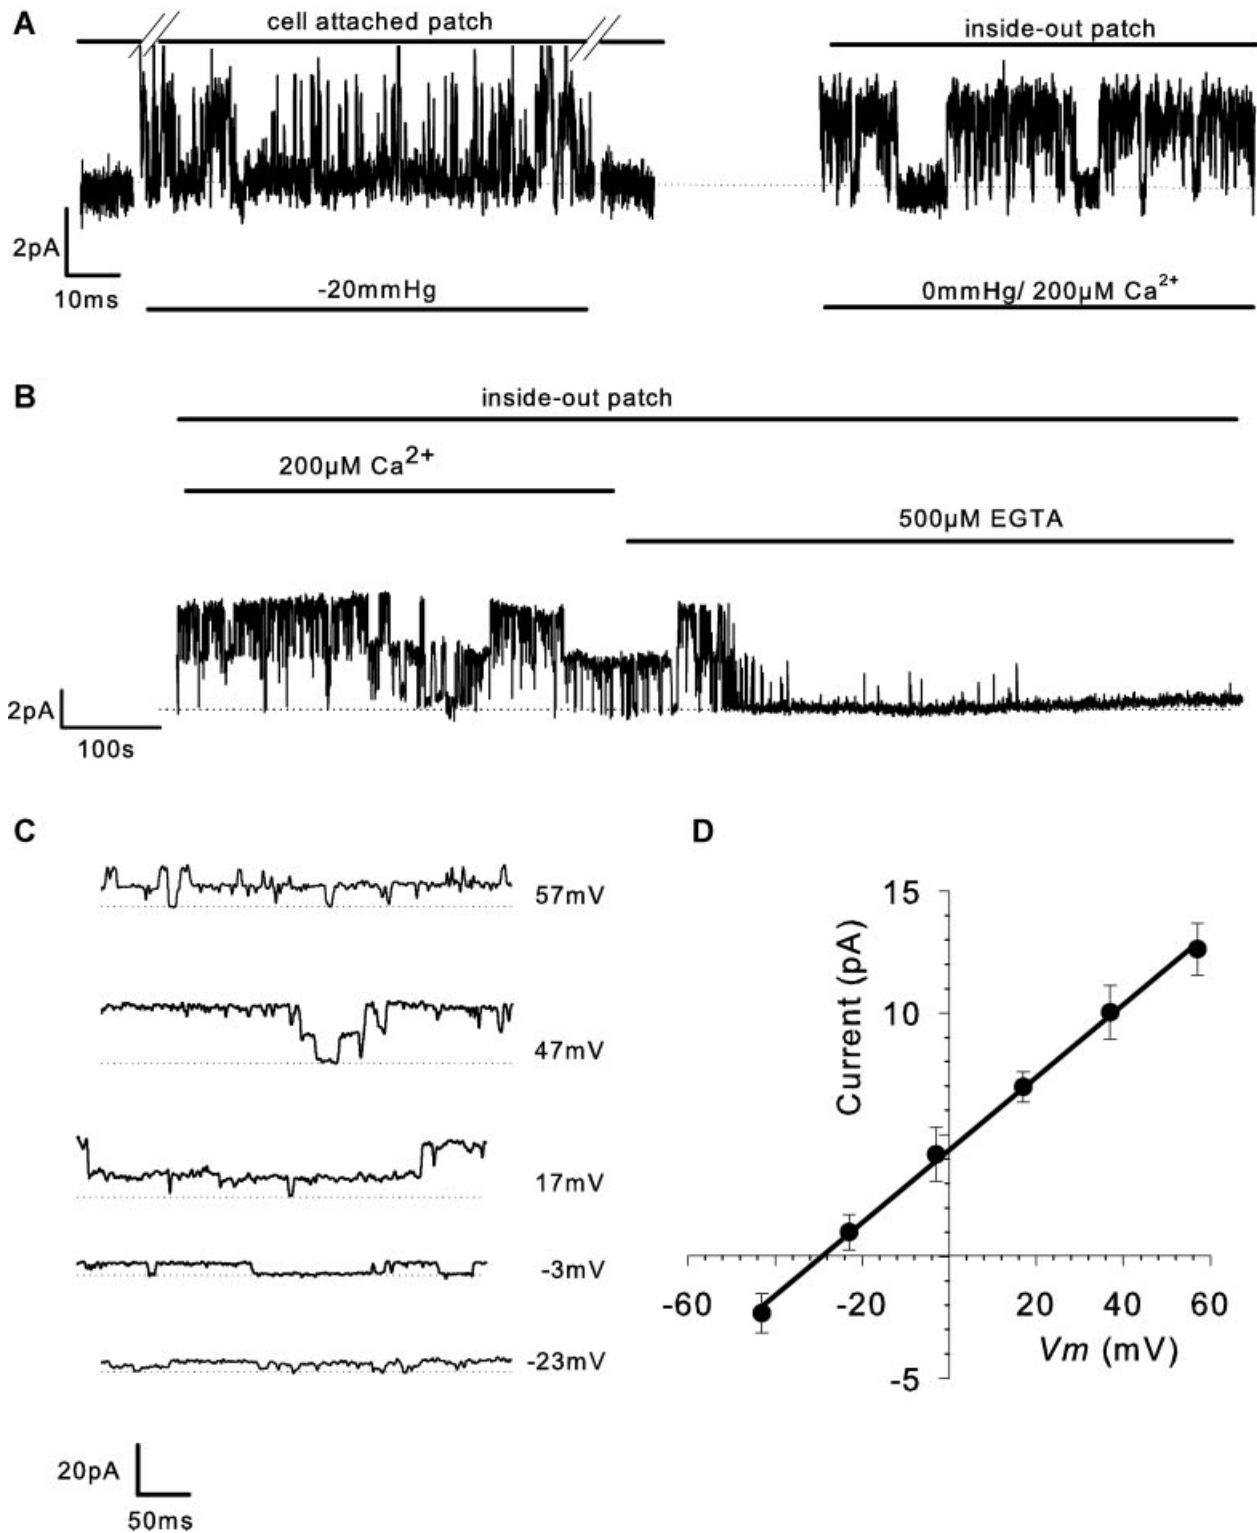 A
cell attached patch
inside-out patch
2pA
10ms
-20mmHg
0mmHg/ 200µM Ca²⁺
B
inside-out patch
200µM Ca²⁺
500µM EGTA
2pA
100s
C
57mV
47mV
17mV
-3mV
-23mV
20pA
50ms
D
15
10
Current (pA)
-60
-20
20
40
60
Vm (mV)
-5